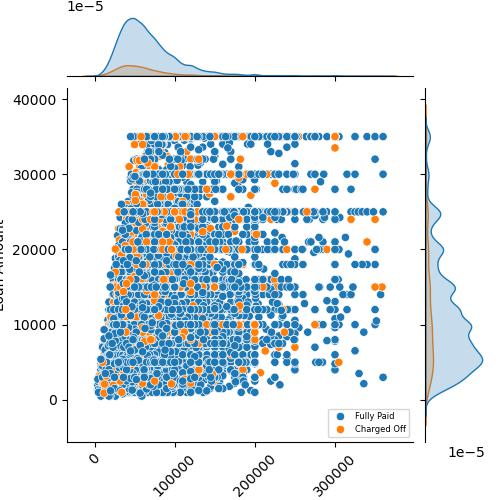 1e−5
40000
30000
20000
10000
0
Loan Amount
Fully Paid
Charged Off
0
100000
200000
300000
1e−5